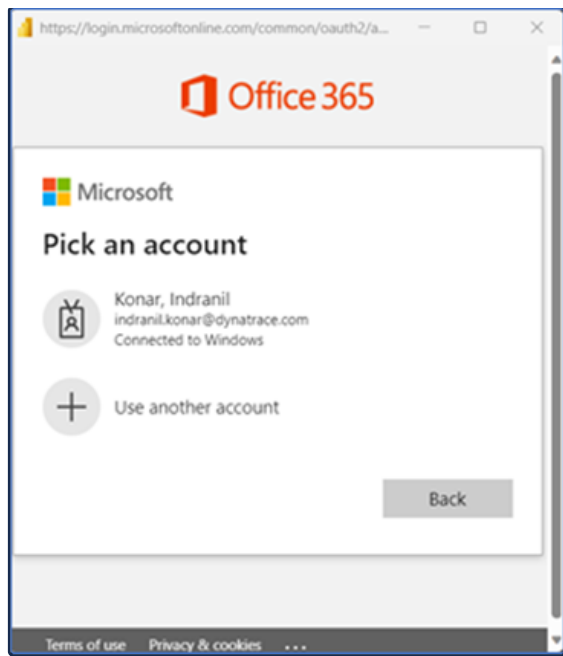 https://login.microsoftonline.com/common/oauth2/a...
Office 365
Microsoft
Pick an account
Konar, Indranil
indranil.konar@dynatrace.com
Connected to Windows
Use another account
Back
Terms of use Privacy & cookies ...